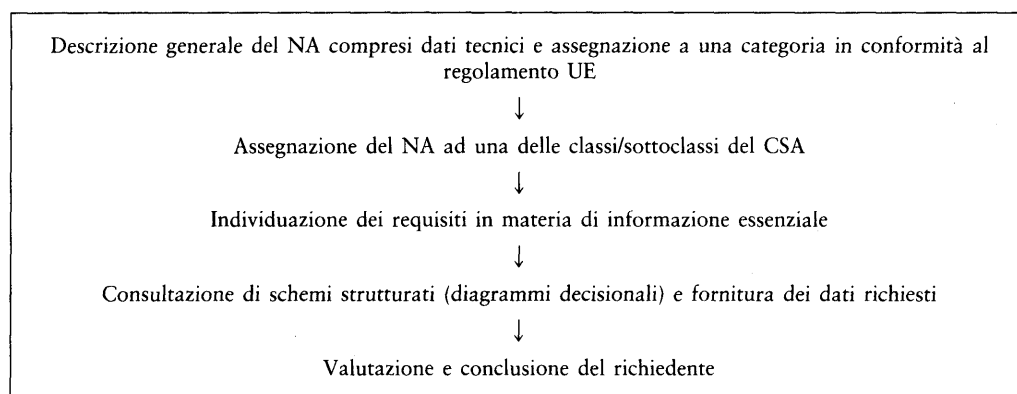 Descrizione generale del NA compresi dati tecnici e assegnazione a una categoria in conformità al
regolamento UE
↓
Assegnazione del NA ad una delle classi/sottoclassi del CSA
↓
Individuazione dei requisiti in materia di informazione essenziale
↓
Consultazione di schemi strutturati (diagrammi decisionali) e fornitura dei dati richiesti
↓
Valutazione e conclusione del richiedente